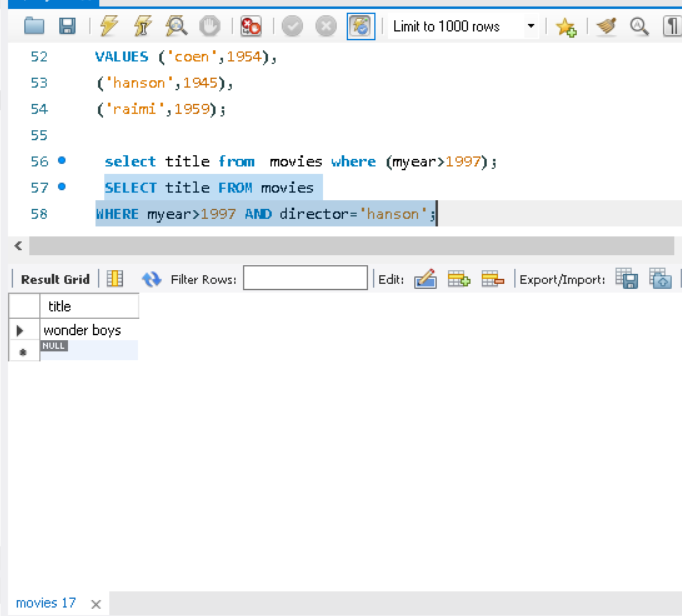 Limit to 1000 rows
52 VALUES ('coen',1954),
53 ('hanson',1945),
54 ('raimi',1959);
55
56 select title from movies where (myear>1997);
57 SELECT title FROM movies
58 WHERE myear>1997 AND director='hanson';
Result Grid Filter Rows: Edit: Export/Import:
title
wonder boys
NULL
movies 17